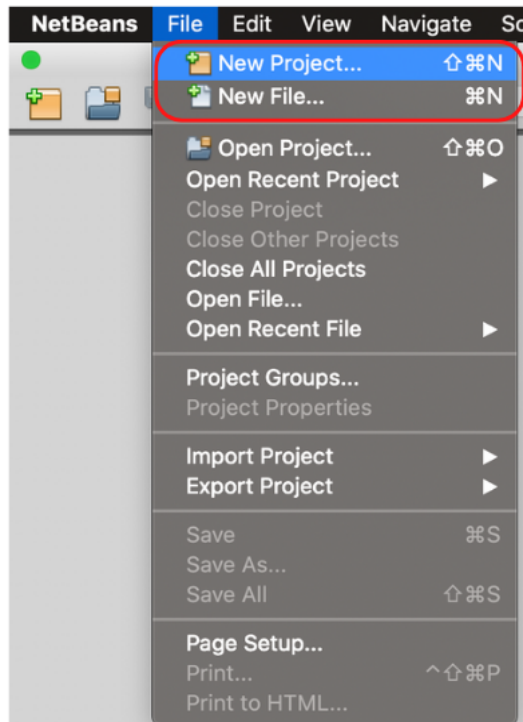 NetBeans File Edit View Navigate
New Project... ⇧⌘N
New File... ⌘N
Open Project... ⇧⌘O
Open Recent Project ▶
Close Project
Close Other Projects
Close All Projects
Open File...
Open Recent File ▶
Project Groups...
Project Properties
Import Project ▶
Export Project ▶
Save ⌘S
Save As...
Save All ⇧⌘S
Page Setup...
Print... ^⇧⌘P
Print to HTML...